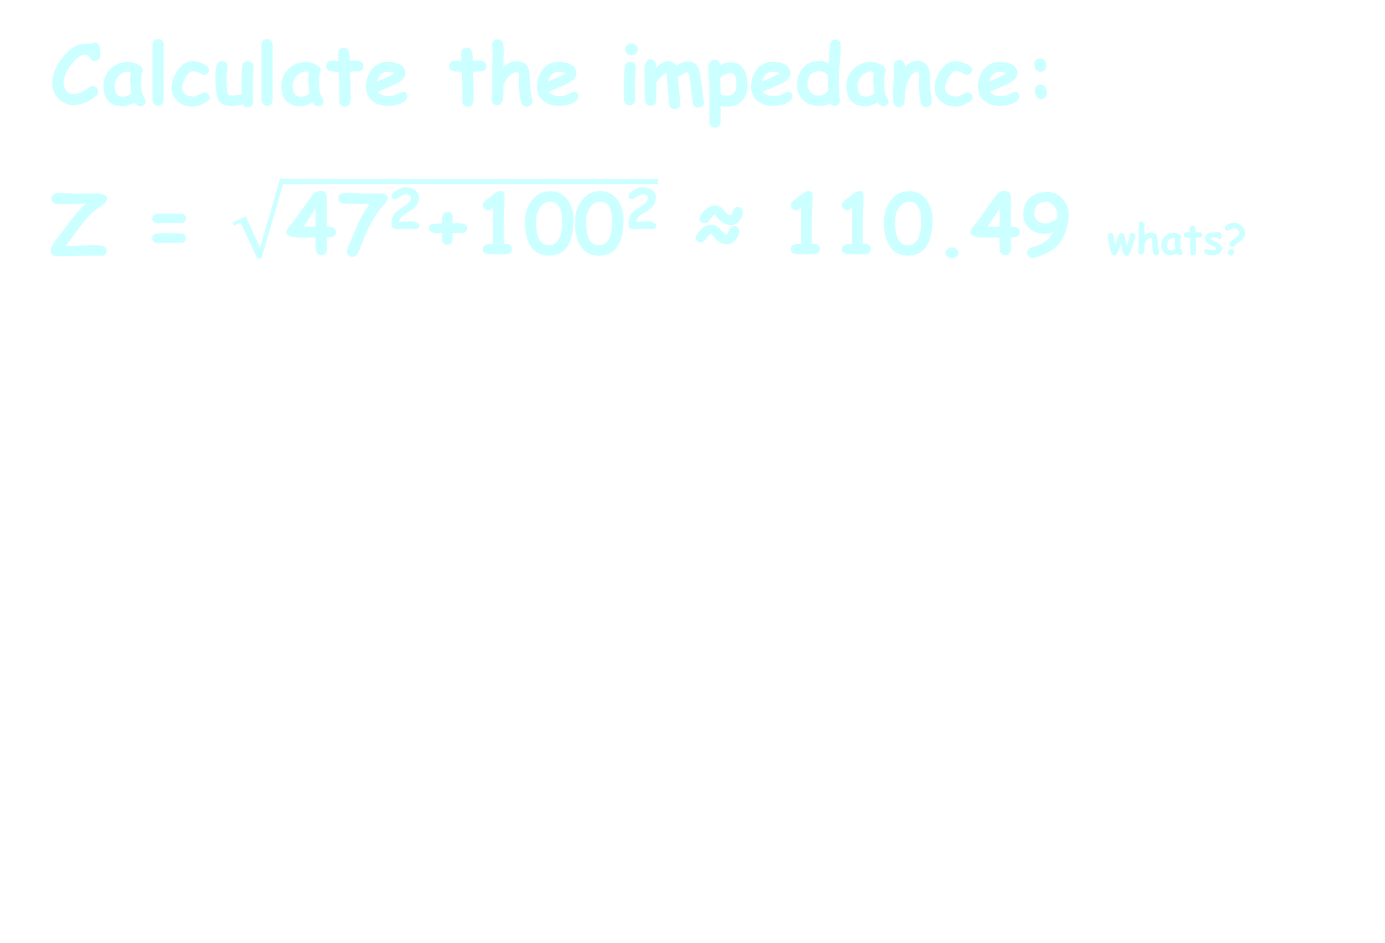 Calculate the impedance:
Z = √47²+100² ≈ 110.49 whats?